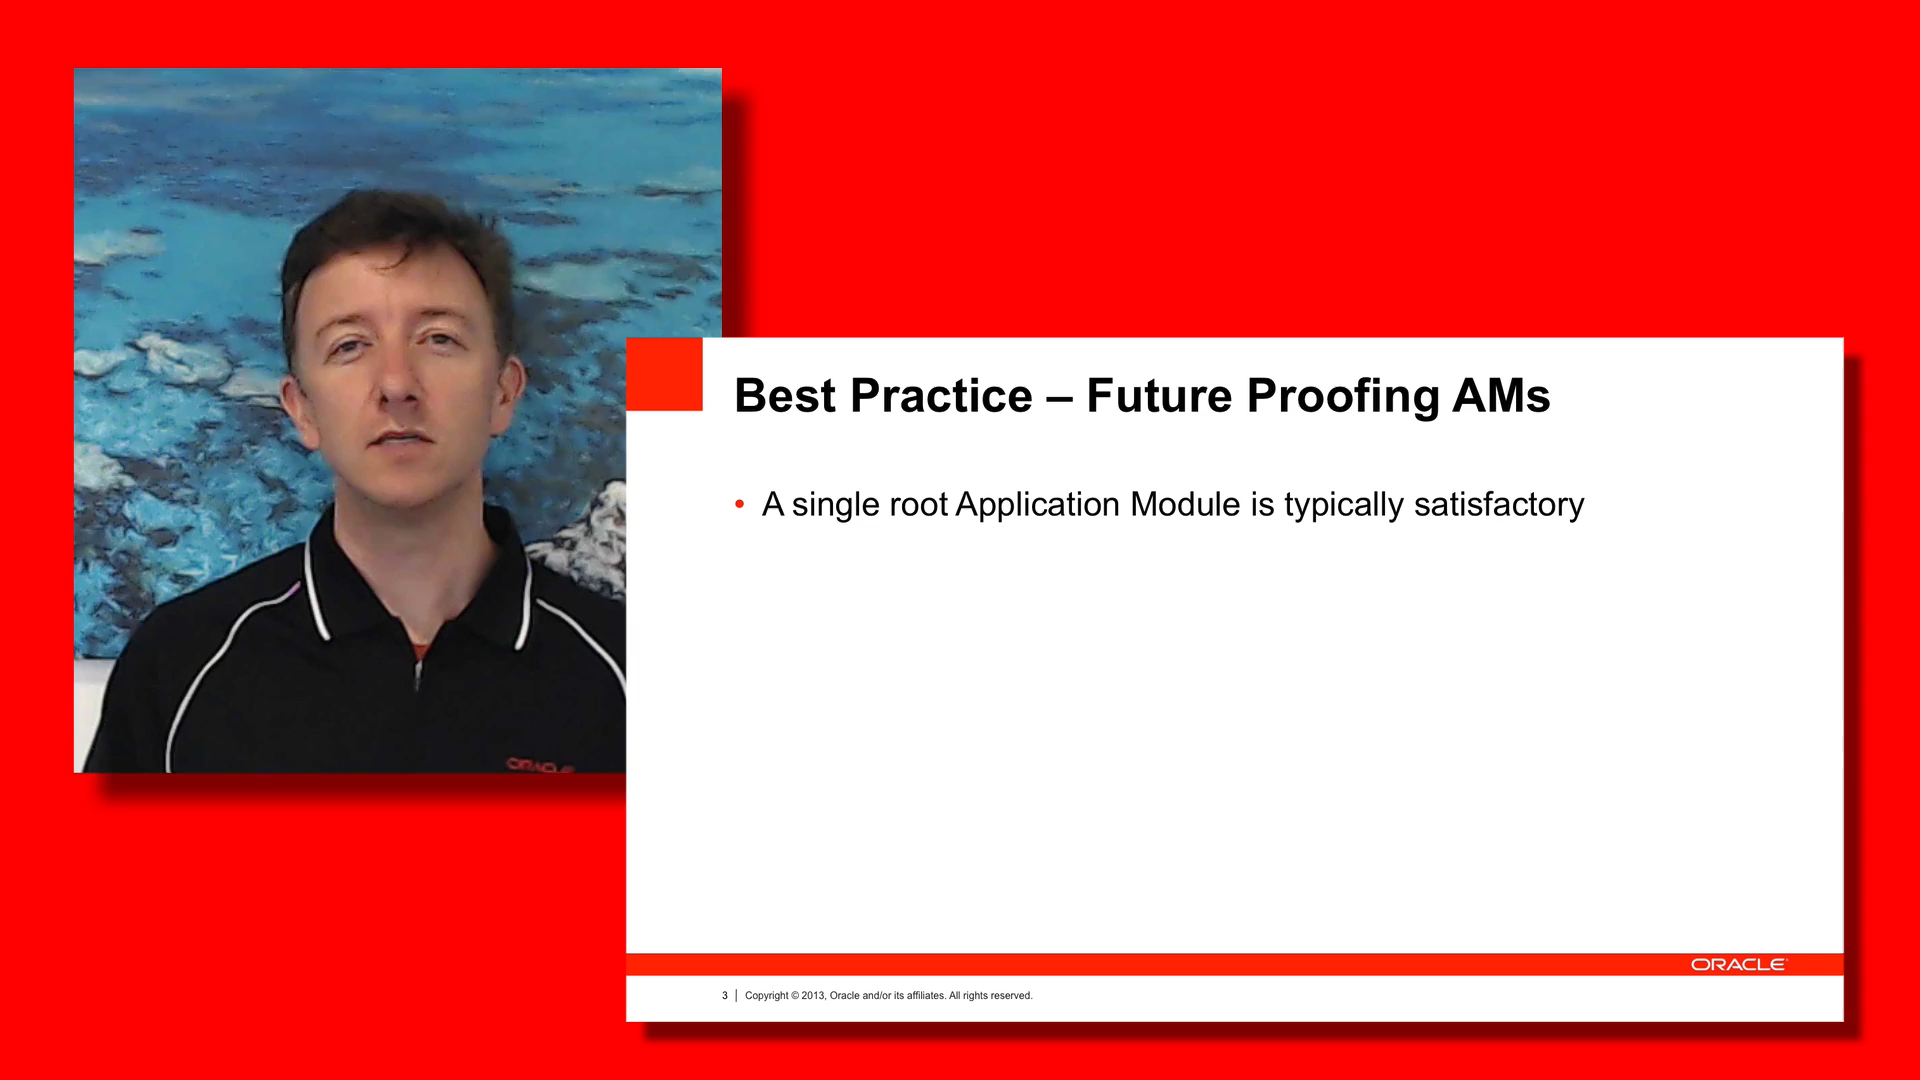 Best Practice – Future Proofing AMs
• A single root Application Module is typically satisfactory
ORACLE
ORACLE
3 | Copyright © 2013, Oracle and/or its affiliates. All rights reserved.